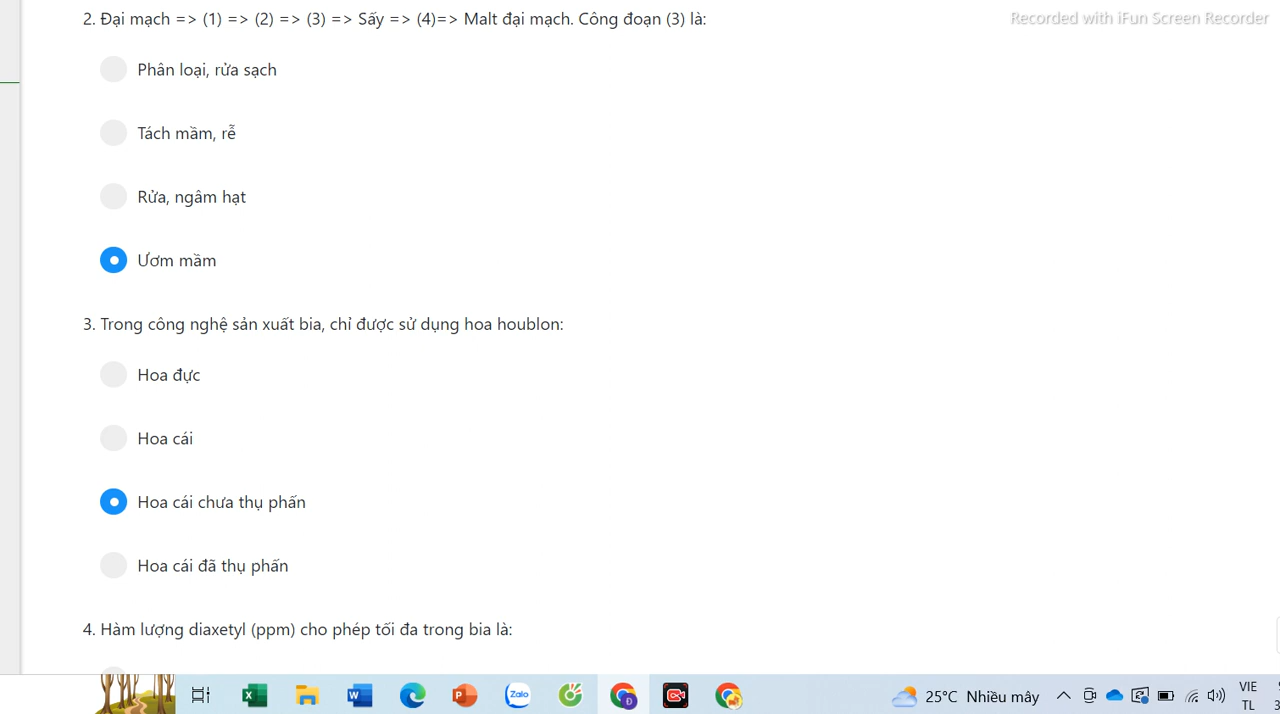 2. Đại mạch => (1) => (2) => (3) => Sấy => (4)=> Malt đại mạch. Công đoạn (3) là:
Recorded with iFun Screen Recorder
Phân loại, rửa sạch
Tách mầm, rễ
Rửa, ngâm hạt
Ươm mầm
3. Trong công nghệ sản xuất bia, chỉ được sử dụng hoa houblon:
Hoa đực
Hoa cái
Hoa cái chưa thụ phấn
Hoa cái đã thụ phấn
4. Hàm lượng diaxetyl (ppm) cho phép tối đa trong bia là:
Zalo
25°C Nhiều mây
VIE
TL